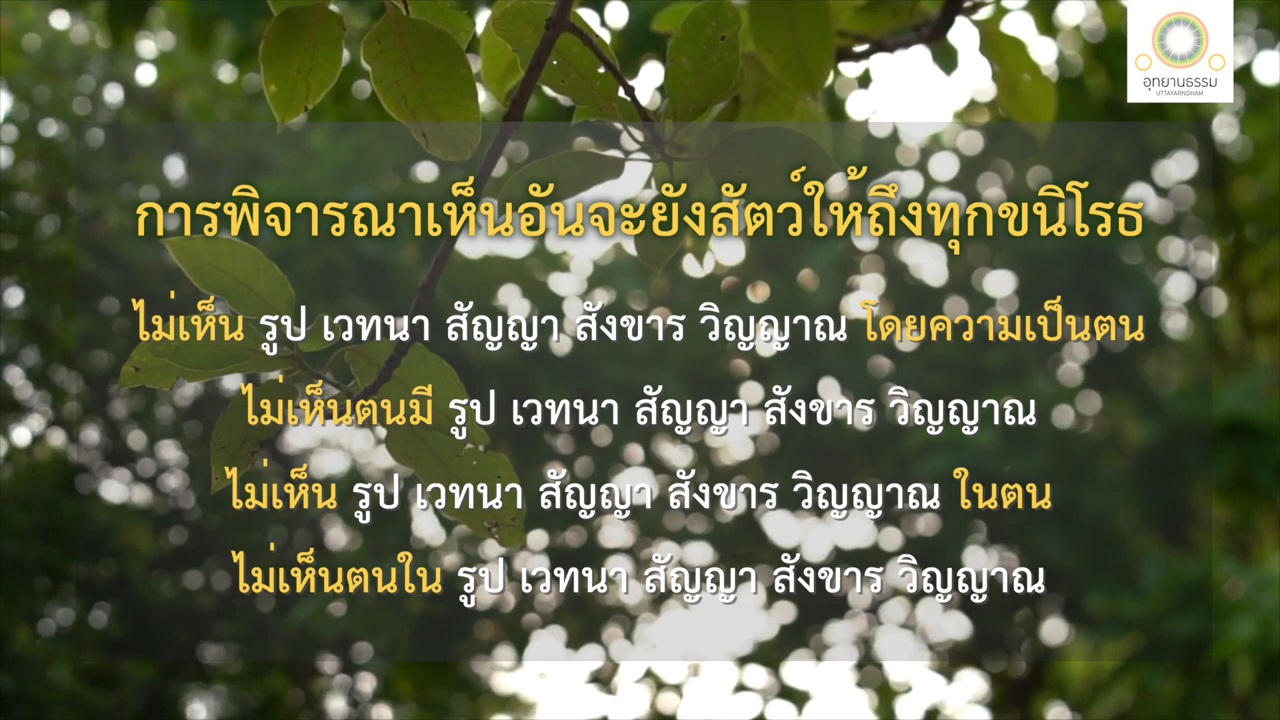 อุทยานธรรม
UTTAYARNDHAM
การพิจารณาเห็นอันจะยังสัตว์ให้ถึงทุกขนิโรธ
ไม่เห็น รูป เวทนา สัญญา สังขาร วิญญาณ โดยความเป็นตน
ไม่เห็นตนมี รูป เวทนา สัญญา สังขาร วิญญาณ
ไม่เห็น รูป เวทนา สัญญา สังขาร วิญญาณ ในตน
ไม่เห็นตนใน รูป เวทนา สัญญา สังขาร วิญญาณ